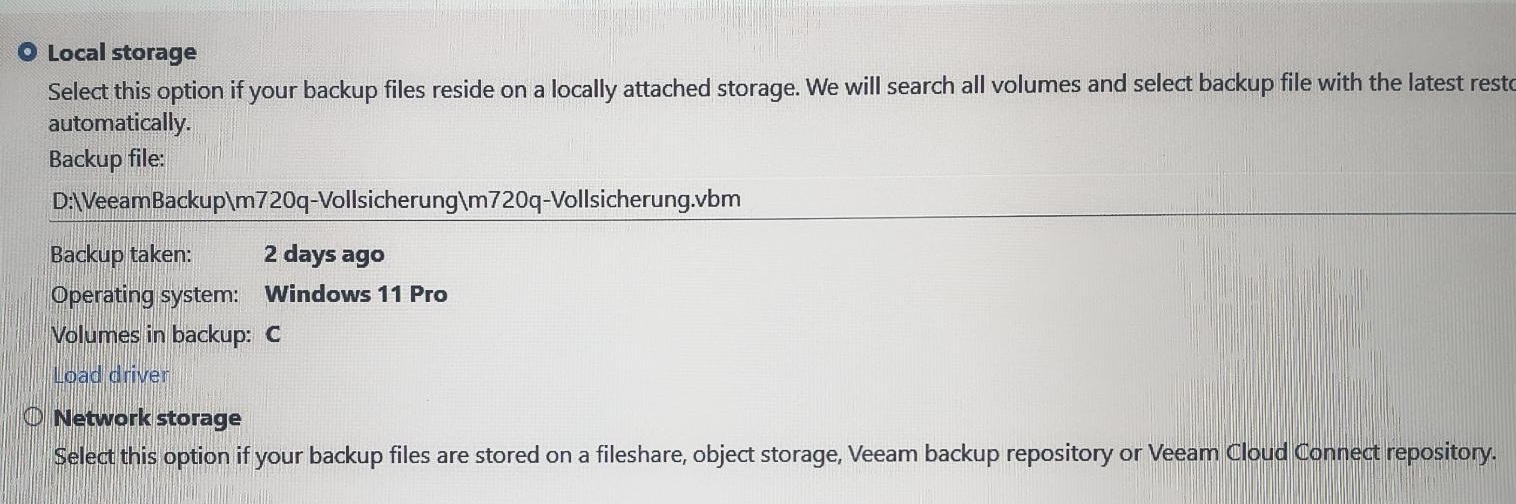 Local storage
Select this option if your backup files reside on a locally attached storage. We will search all volumes and select backup file with the latest
automatically.
Backup file:
D:\VeeamBackup\m720q-Vollsicherung\m720q-Vollsicherung.vbm
Backup taken: 2 days ago
Operating system: Windows 11 Pro
Volumes in backup: C
Load driver
Network storage
Select this option if your backup files are stored on a fileshare, object storage, Veeam backup repository or Veeam Cloud Connect repository.